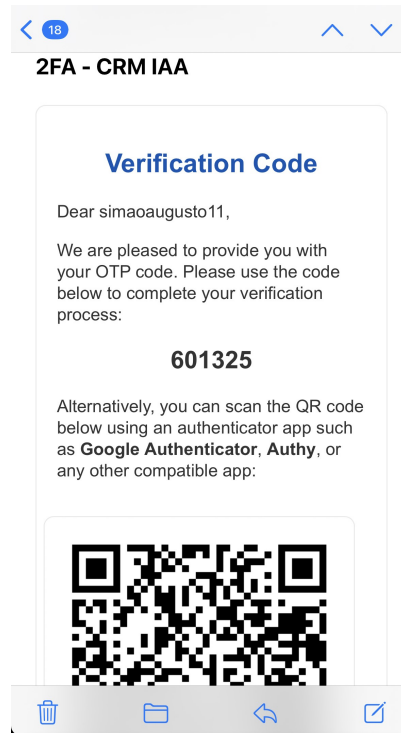 18
2FA - CRM IAA
Verification Code
Dear simaoaugusto11,
We are pleased to provide you with
your OTP code. Please use the code
below to complete your verification
process:
601325
Alternatively, you can scan the QR code
below using an authenticator app such
as Google Authenticator, Authy, or
any other compatible app: